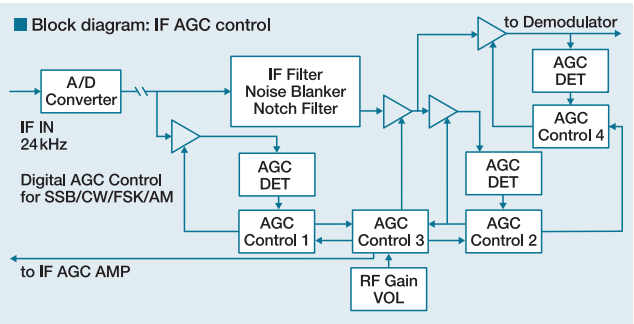 Block diagram: IF AGC control
to Demodulator
A/D
Converter
IF Filter
Noise Blanker
Notch Filter
AGC
DET
AGC
Control 4
IF IN
24kHz
Digital AGC Control
for SSB/CW/FSK/AM
AGC
DET
AGC
DET
AGC
Control 1
AGC
Control 3
AGC
Control 2
to IF AGC AMP
RF Gain
VOL